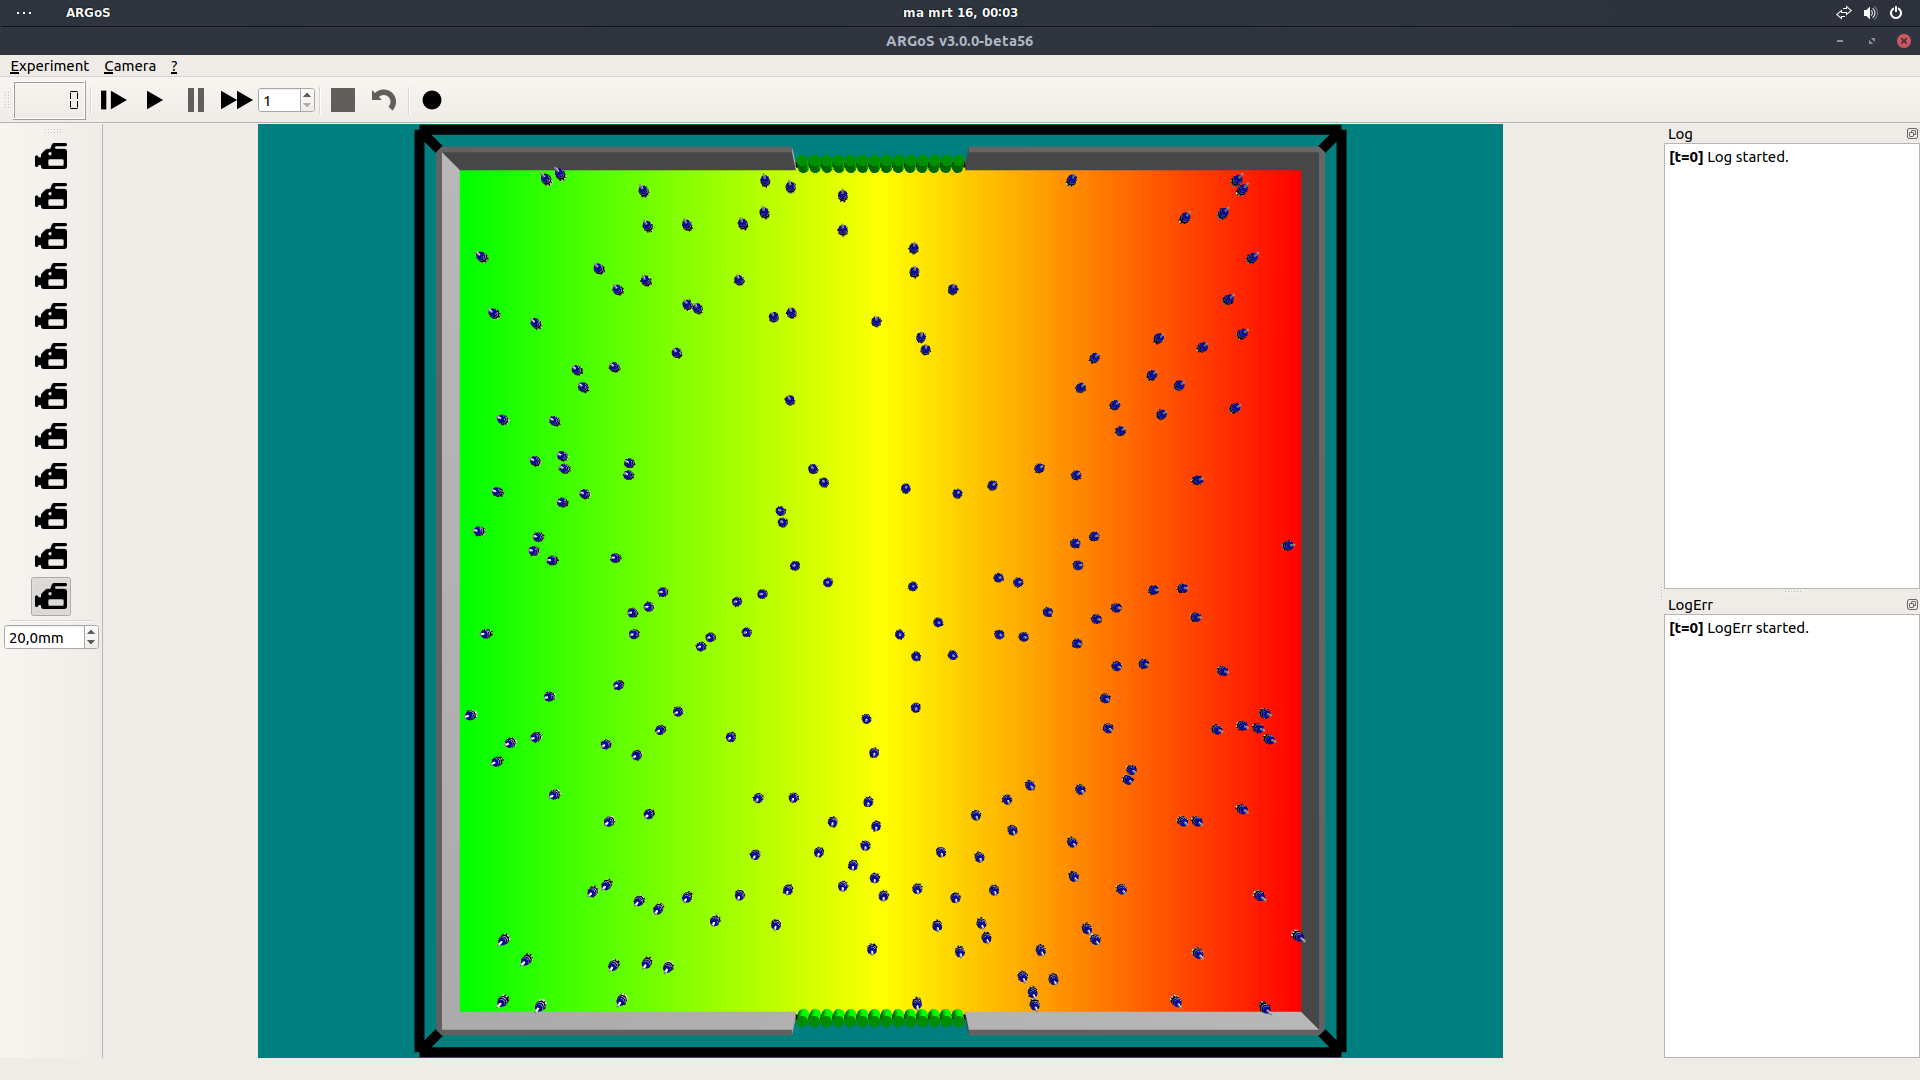 ARGoS
ma mrt 16, 00:03
ARGoS v3.0.0-beta56
Experiment Camera ?
0
1
20,0mm
Log
[t=0] Log started.
LogErr
[t=0] LogErr started.